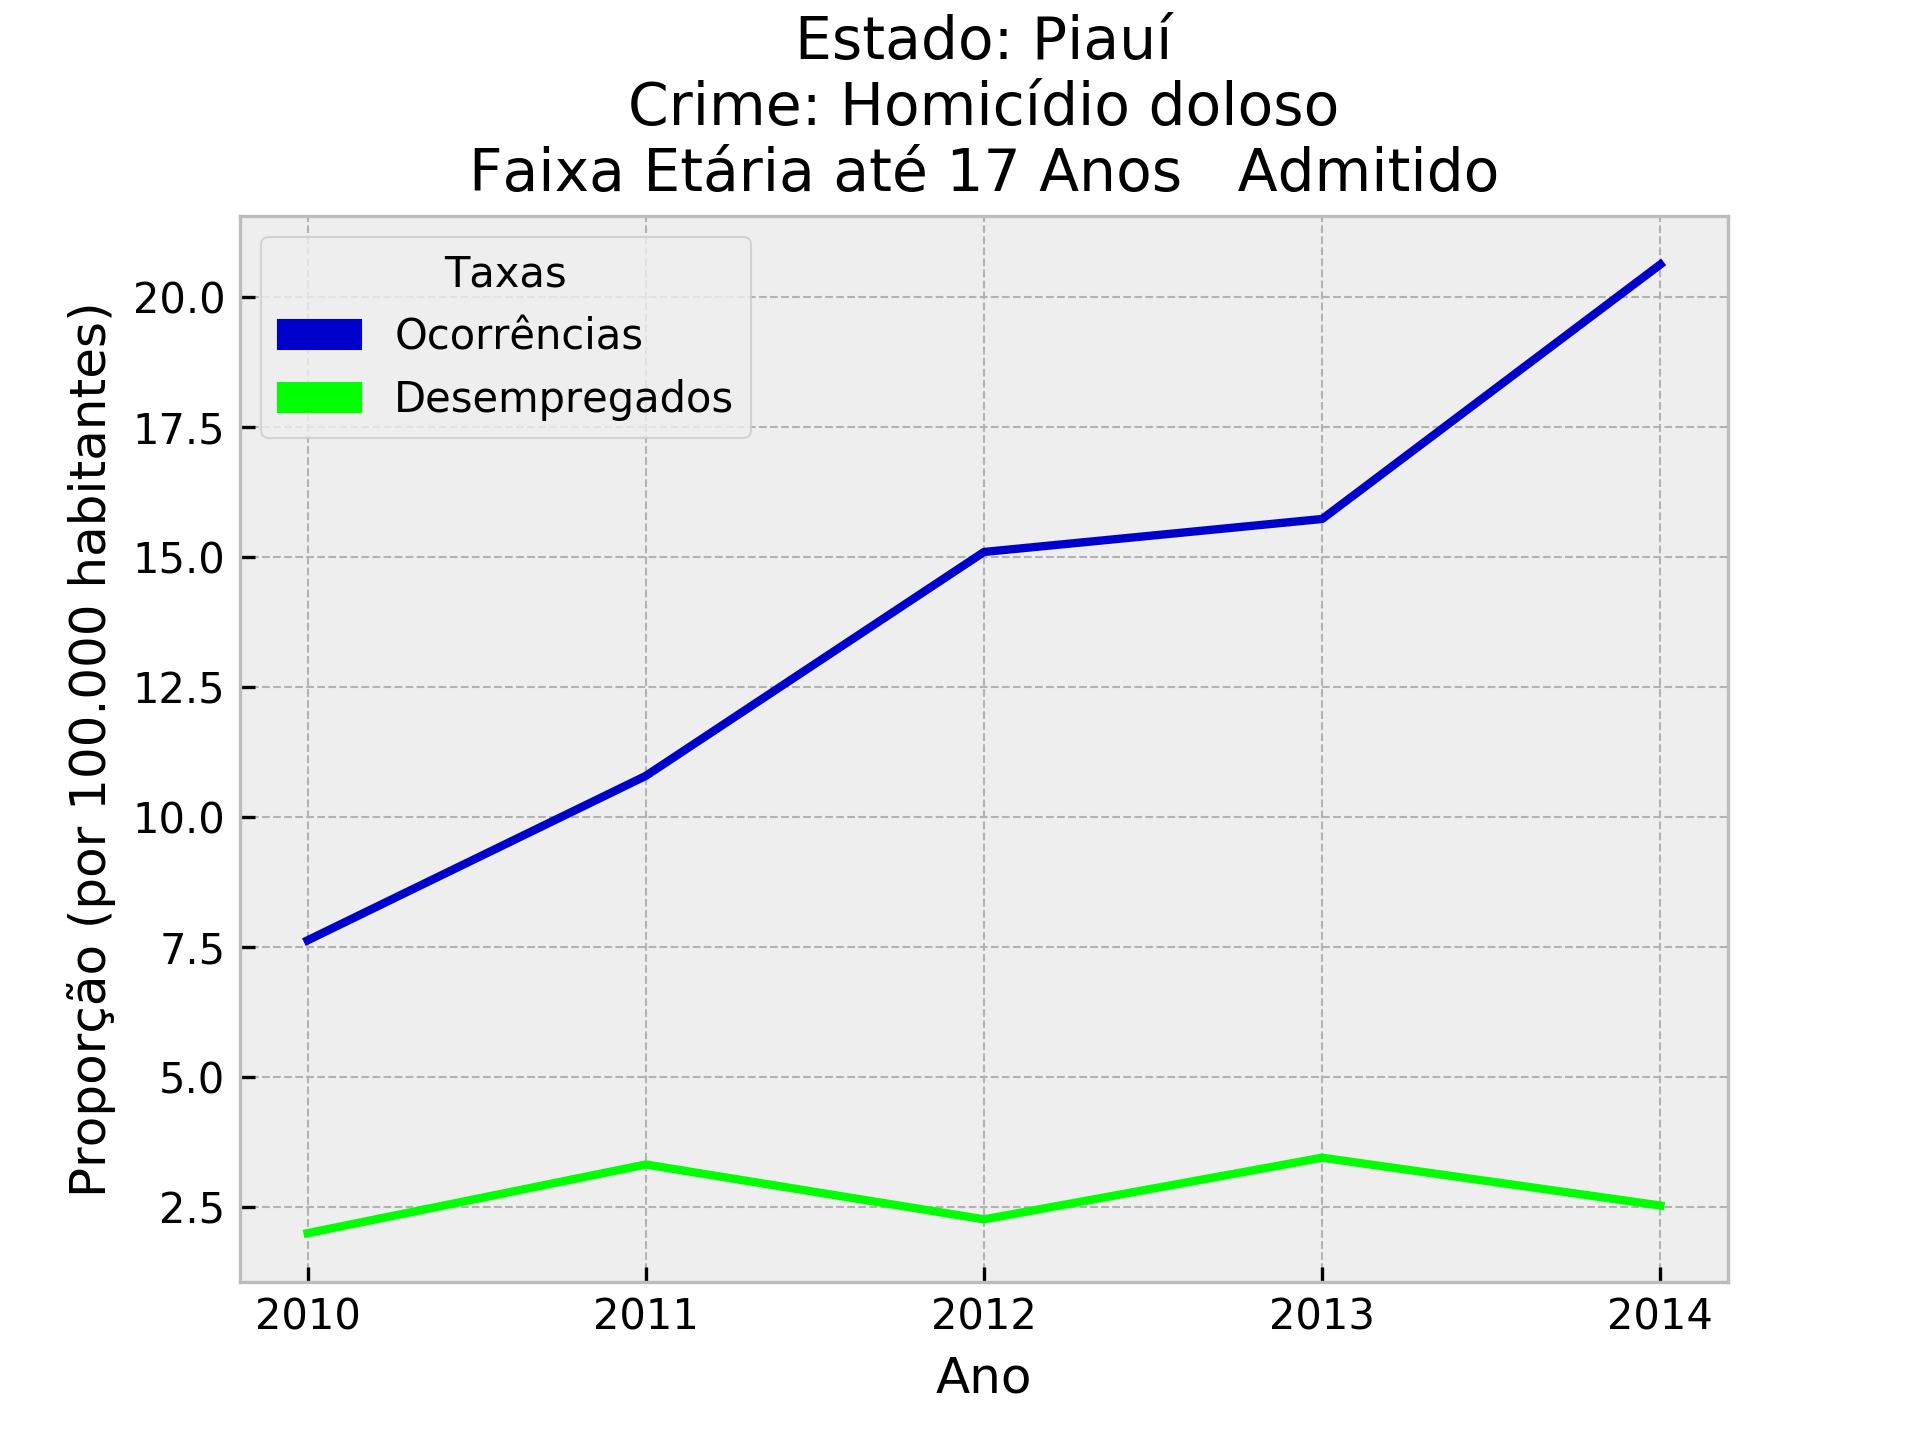 Estado: Piauí
Crime: Homicídio doloso
Faixa Etária até 17 Anos   Admitido
Taxas
Ocorrências
Desempregados
Proporção (por 100.000 habitantes)
20.0
17.5
15.0
12.5
10.0
7.5
5.0
2.5
2010 2011 2012 2013 2014
Ano